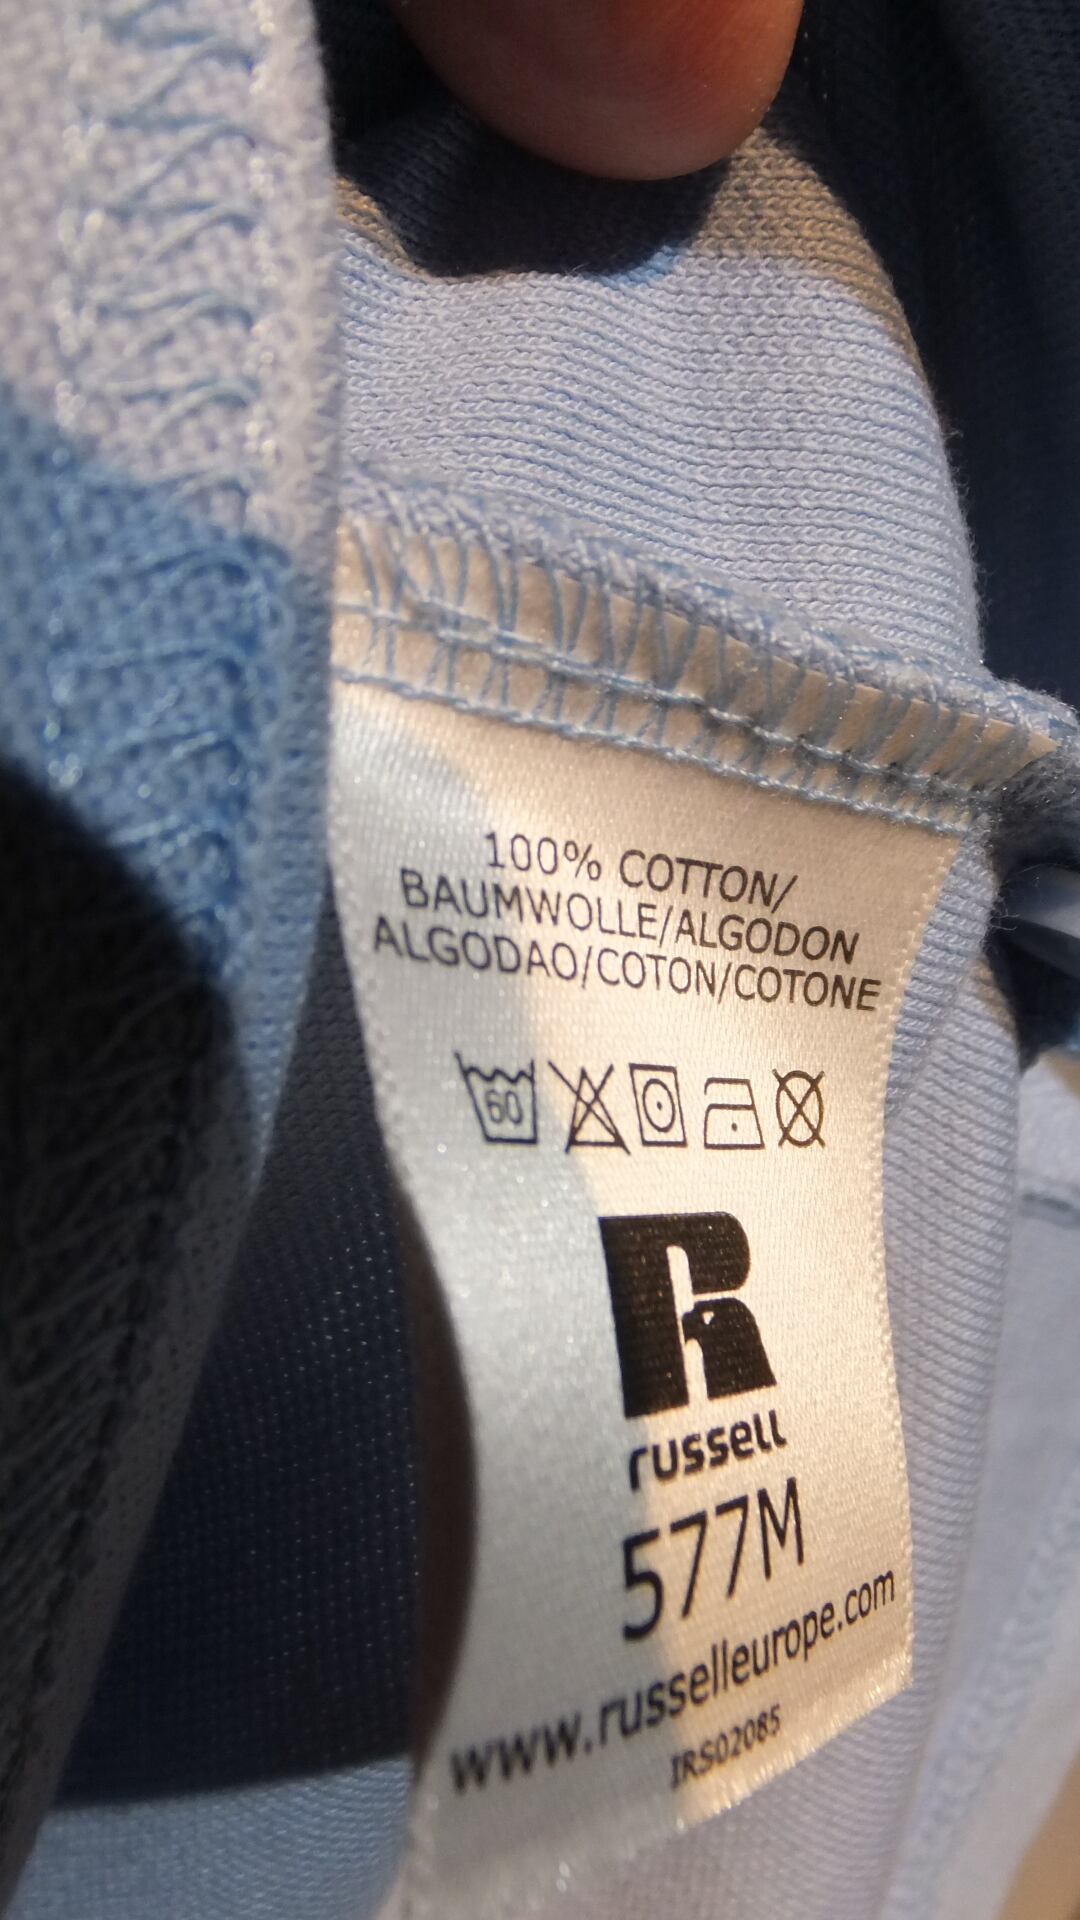 100% COTTON/
BAUMWOLLE/ALGODON
ALGODAO/COTON/COTONE
60
R
russell
577M
www.russelleurope.com
IRS02085